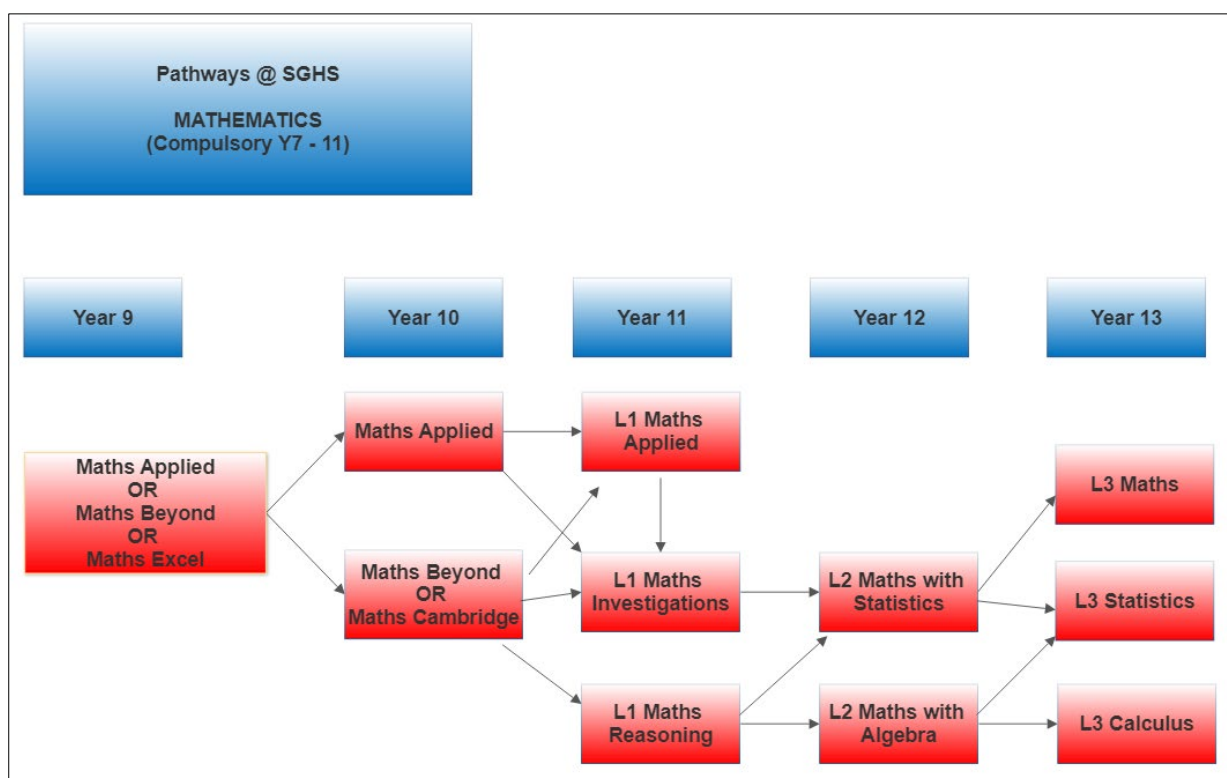 Pathways @ SGHS
MATHEMATICS
(Compulsory Y7 - 11)
Year 9
Year 10
Year 11
Year 12
Year 13
Maths Applied
OR
Maths Beyond
OR
Maths Excel
Maths Applied
Maths Beyond
OR
Maths Cambridge
L1 Maths
Applied
L1 Maths
Investigations
L1 Maths
Reasoning
L2 Maths with
Statistics
L2 Maths with
Algebra
L3 Maths
L3 Statistics
L3 Calculus